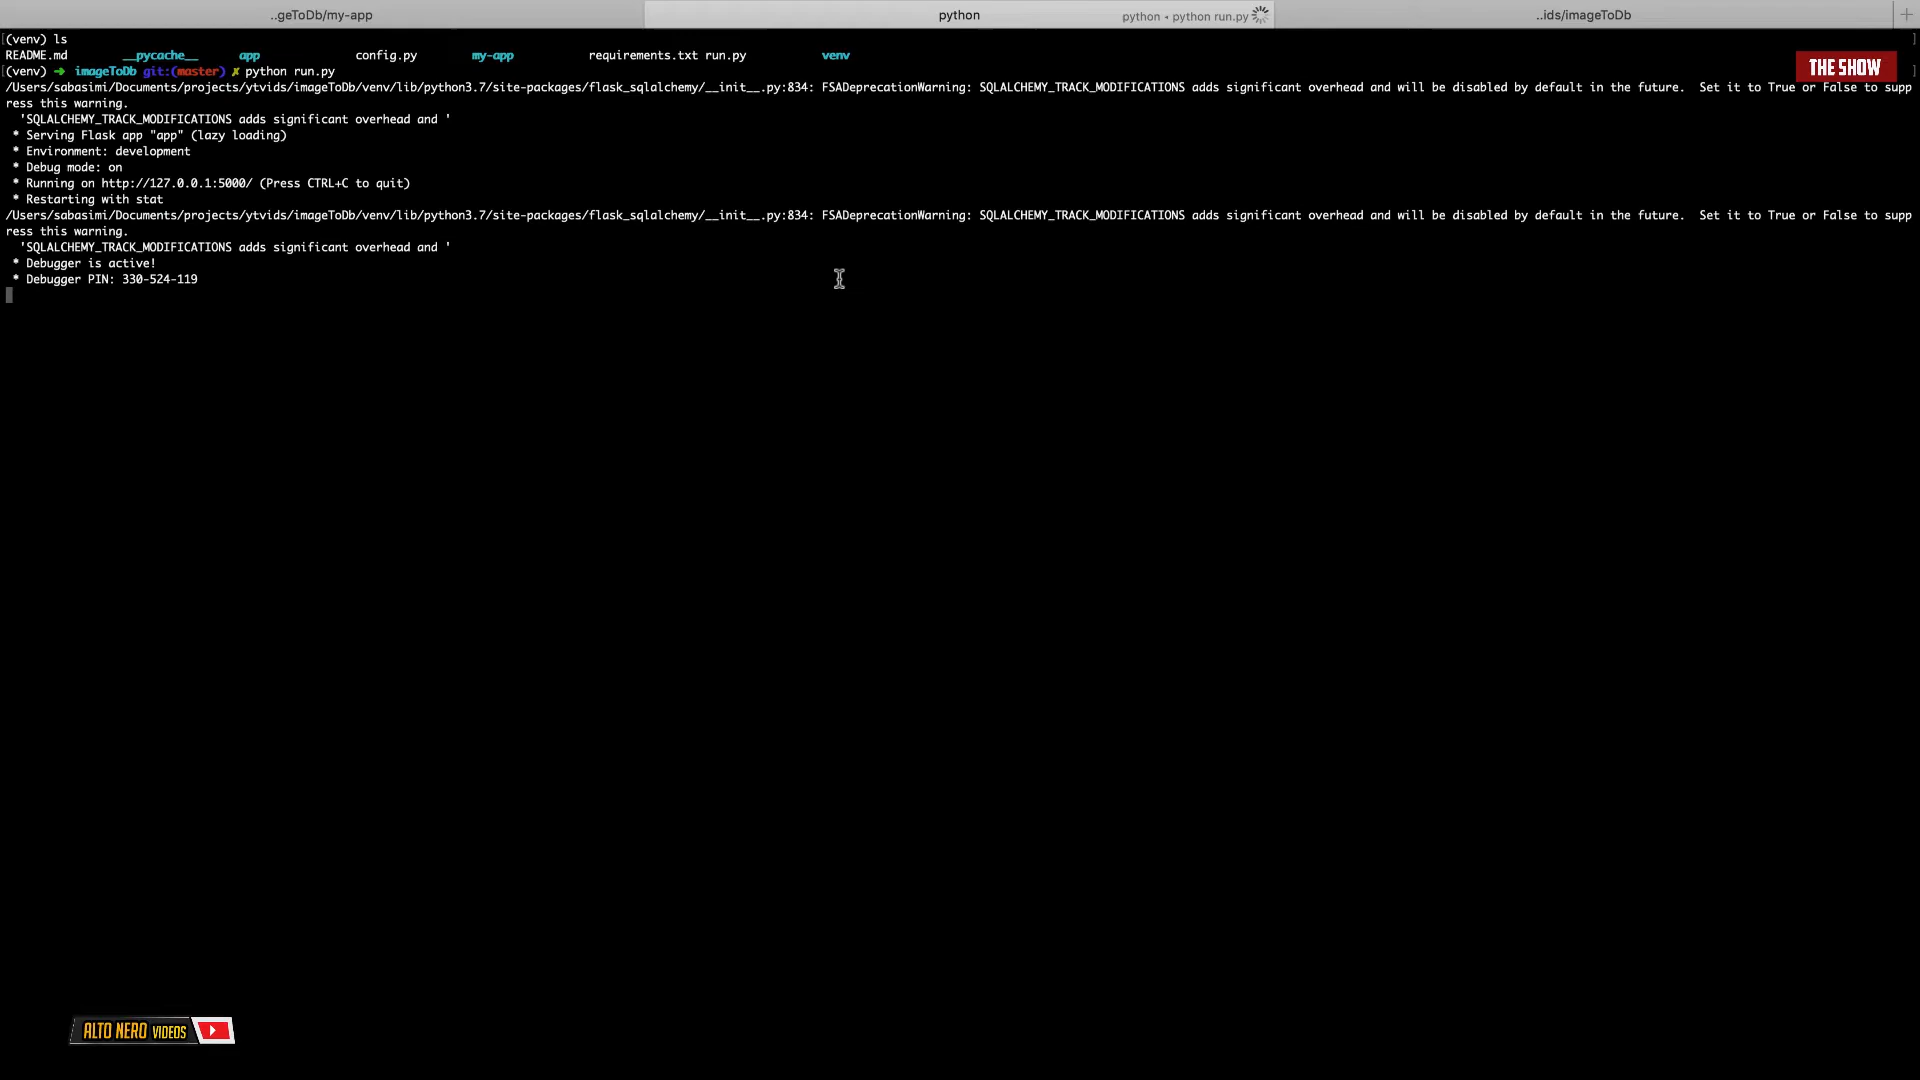 ..geToDb/my-app python python • python run.py ..ids/imageToDb +
[(venv) ls ]
README.md __pycache__ app config.py my-app requirements.txt run.py venv
[(venv) ➜ imageToDb git:(master) ✗ python run.py ]
THE SHOW
/Users/sabasimi/Documents/projects/ytvids/imageToDb/venv/lib/python3.7/site-packages/flask_sqlalchemy/__init__.py:834: FSADeprecationWarning: SQLALCHEMY_TRACK_MODIFICATIONS adds significant overhead and will be disabled by default in the future.  Set it to True or False to supp
ress this warning.
  'SQLALCHEMY_TRACK_MODIFICATIONS adds significant overhead and '
 * Serving Flask app "app" (lazy loading)
 * Environment: development
 * Debug mode: on
 * Running on http://127.0.0.1:5000/ (Press CTRL+C to quit)
 * Restarting with stat
/Users/sabasimi/Documents/projects/ytvids/imageToDb/venv/lib/python3.7/site-packages/flask_sqlalchemy/__init__.py:834: FSADeprecationWarning: SQLALCHEMY_TRACK_MODIFICATIONS adds significant overhead and will be disabled by default in the future.  Set it to True or False to supp
ress this warning.
  'SQLALCHEMY_TRACK_MODIFICATIONS adds significant overhead and '
 * Debugger is active!
 * Debugger PIN: 330-524-119
ALTO NERO VIDEOS